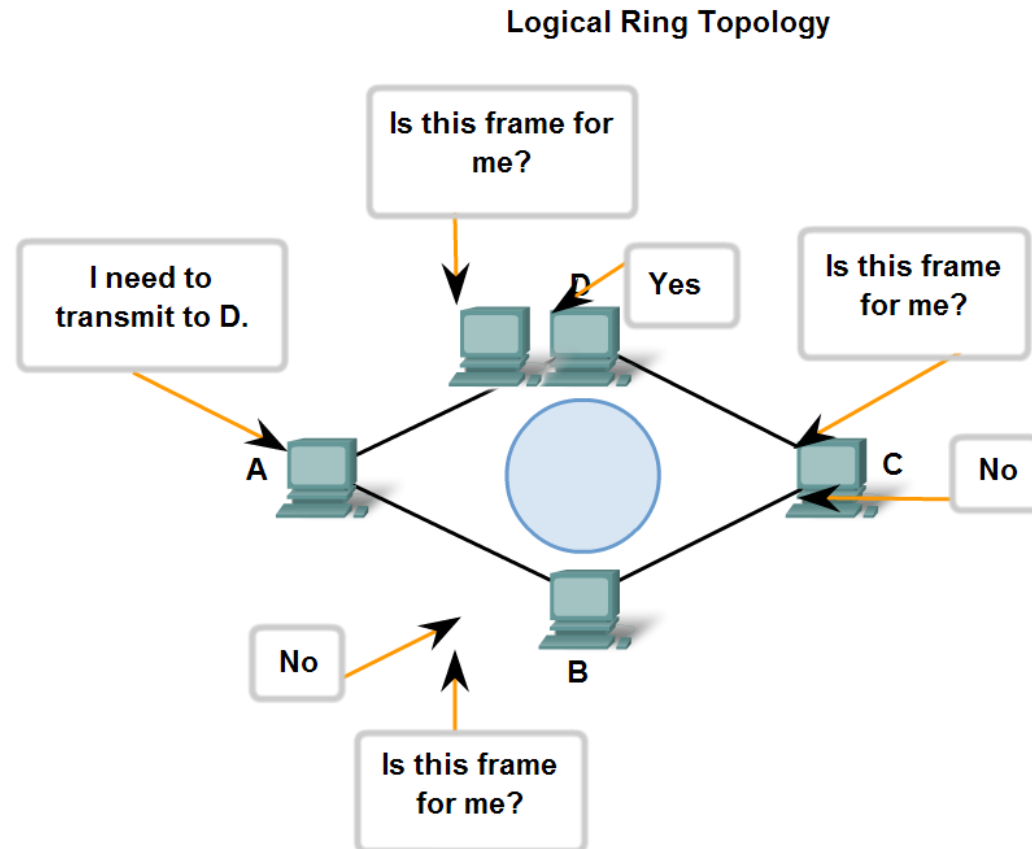 Logical Ring Topology
Is this frame for
me?
I need to
transmit to D.
D
Yes
Is this frame
for me?
A
C
No
No
B
Is this frame
for me?